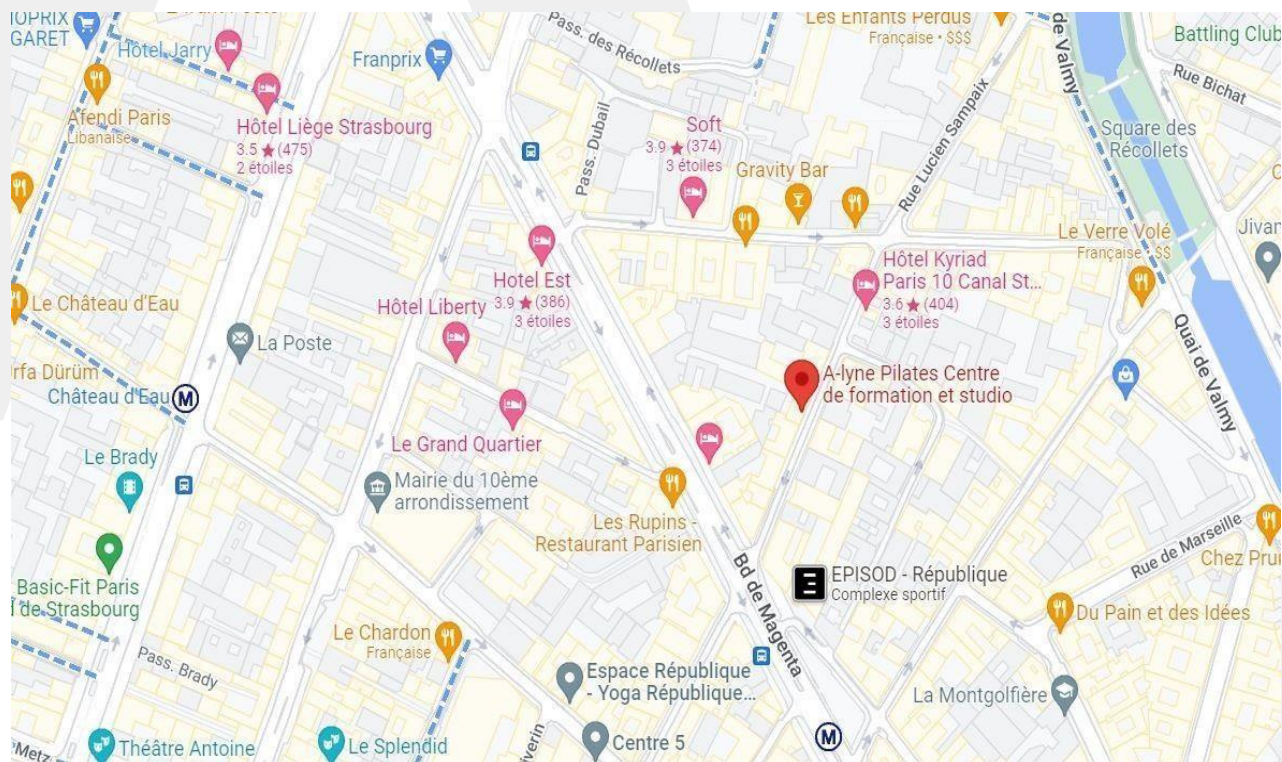 IOPRIX
GARET
Hôtel Jarry
Franprix
Pass. des Récollets
Les Enfants Perdus
Française • $$$
de Valmy
Battling Club
Rue Bichat
Afendi Paris
Libanaise
Hôtel Liège Strasbourg
3.5 ★ (475)
2 étoiles
Pass. Dubail
Soft
3.9 ★ (374)
3 étoiles
Gravity Bar
Rue Lucien Sampaix
Square des
Récollets
Le Verre Volé
Française • $$
Jivan
Hotel Est
3.9 ★ (386)
3 étoiles
Hôtel Kyriad
Paris 10 Canal St...
3.6 ★ (404)
3 étoiles
Le Château d'Eau
Hôtel Liberty
La Poste
Quai de Valmy
rfa Dürüm
Château d'Eau
M
A-lyne Pilates Centre
de formation et studio
Le Grand Quartier
Le Brady
Mairie du 10ème
arrondissement
Les Rupins -
Restaurant Parisien
Rue de Marseille
Chez Prun
Basic-Fit Paris
d de Strasbourg
Bd de Magenta
EPISOD - République
Complexe sportif
Du Pain et des Idées
Le Chardon
Française
Pass. Brady
Espace République
- Yoga République...
La Montgolfière
Metz
Théâtre Antoine
Le Splendid
iverin
Centre 5
M